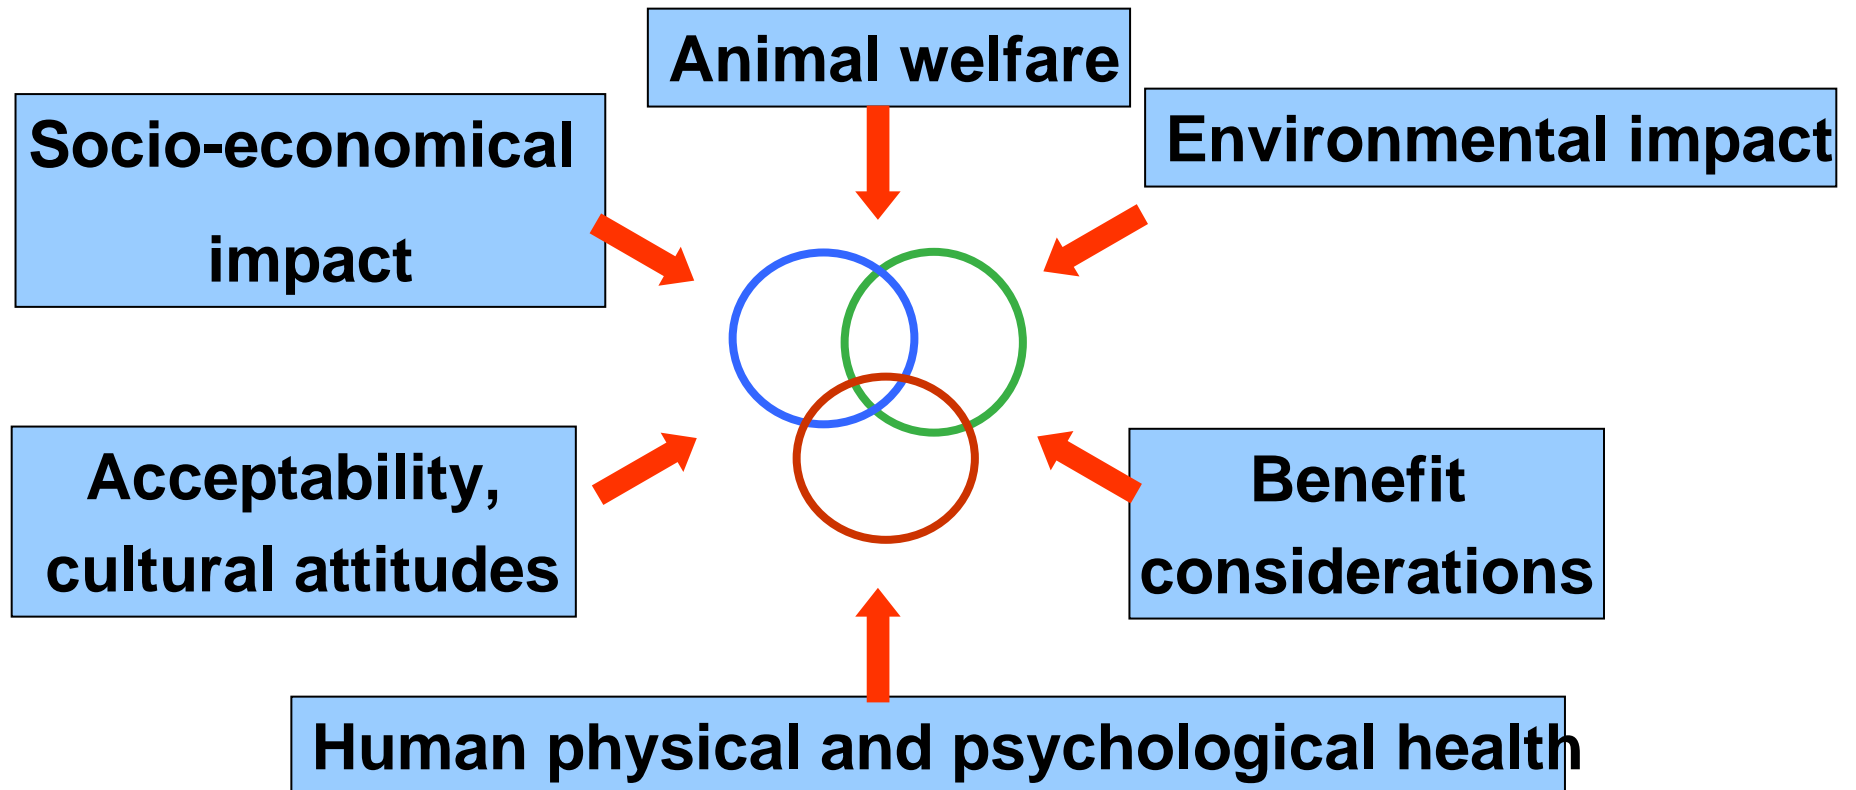 Animal welfare
Socio-economical
impact
Environmental impact
Acceptability,
cultural attitudes
Benefit
considerations
Human physical and psychological health